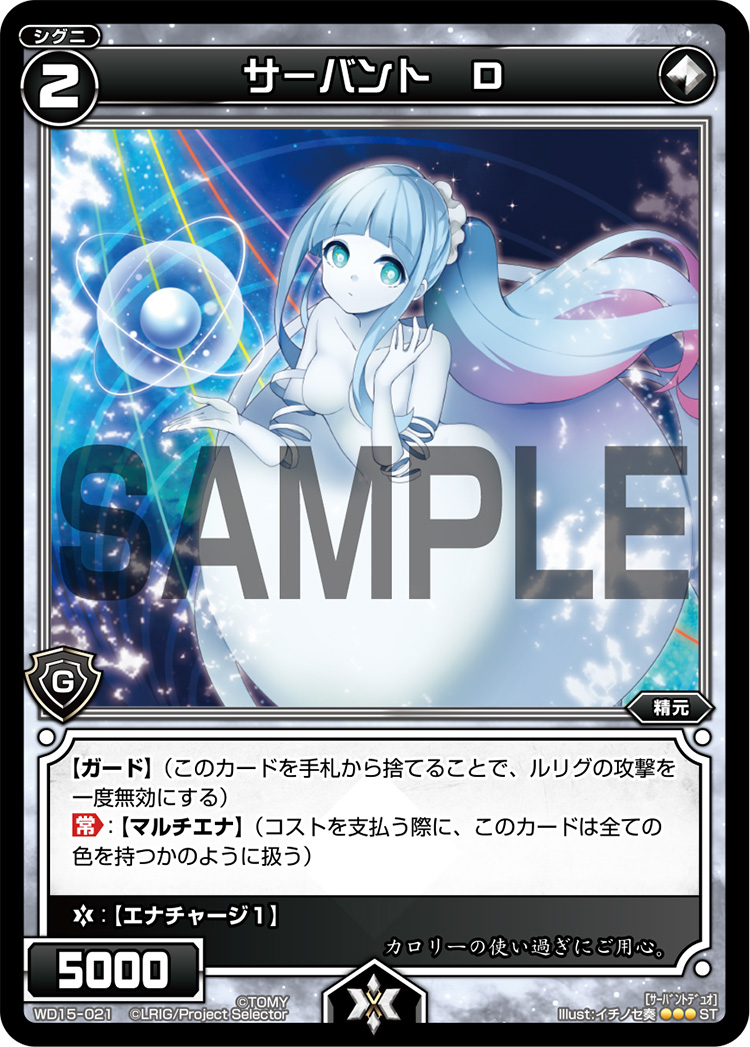 シグニ
2
サーバント D
SAMPLE
G
精元
【ガード】（このカードを手札から捨てることで、ルリグの攻撃を
一度無効にする）
常：【マルチエナ】（コストを支払う際に、このカードは全ての
色を持つかのように扱う）
：【エナチャージ１】
カロリーの使い過ぎにご用心。
5000
©TOMY
WD15-021 ©LRIG/Project Selector
[サーバントデュオ]
Illust:イチノセ奏 ST